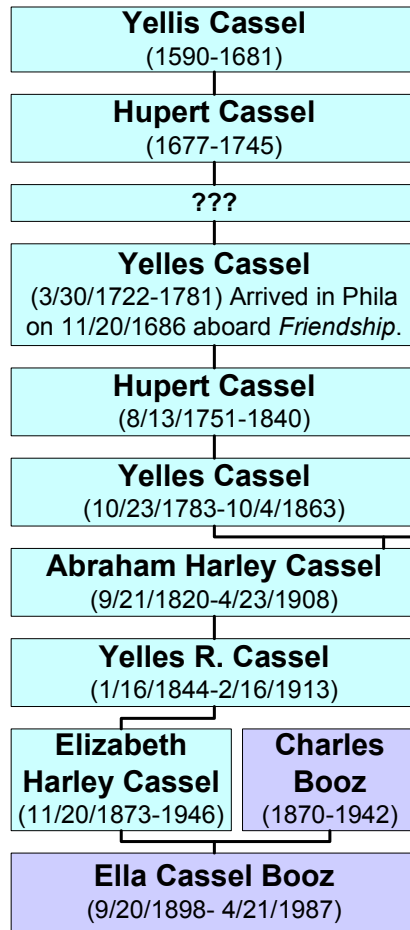 Yellis Cassel
(1590-1681)
Hupert Cassel
(1677-1745)
???
Yelles Cassel
(3/30/1722-1781) Arrived in Phila
on 11/20/1686 aboard Friendship.
Hupert Cassel
(8/13/1751-1840)
Yelles Cassel
(10/23/1783-10/4/1863)
Abraham Harley Cassel
(9/21/1820-4/23/1908)
Yelles R. Cassel
(1/16/1844-2/16/1913)
Elizabeth
Harley Cassel
(11/20/1873-1946)
Charles
Booz
(1870-1942)
Ella Cassel Booz
(9/20/1898- 4/21/1987)